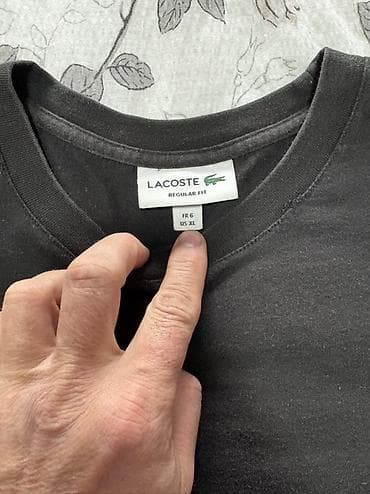 LACOSTE
REGULAR FIT
FR 6
US XL